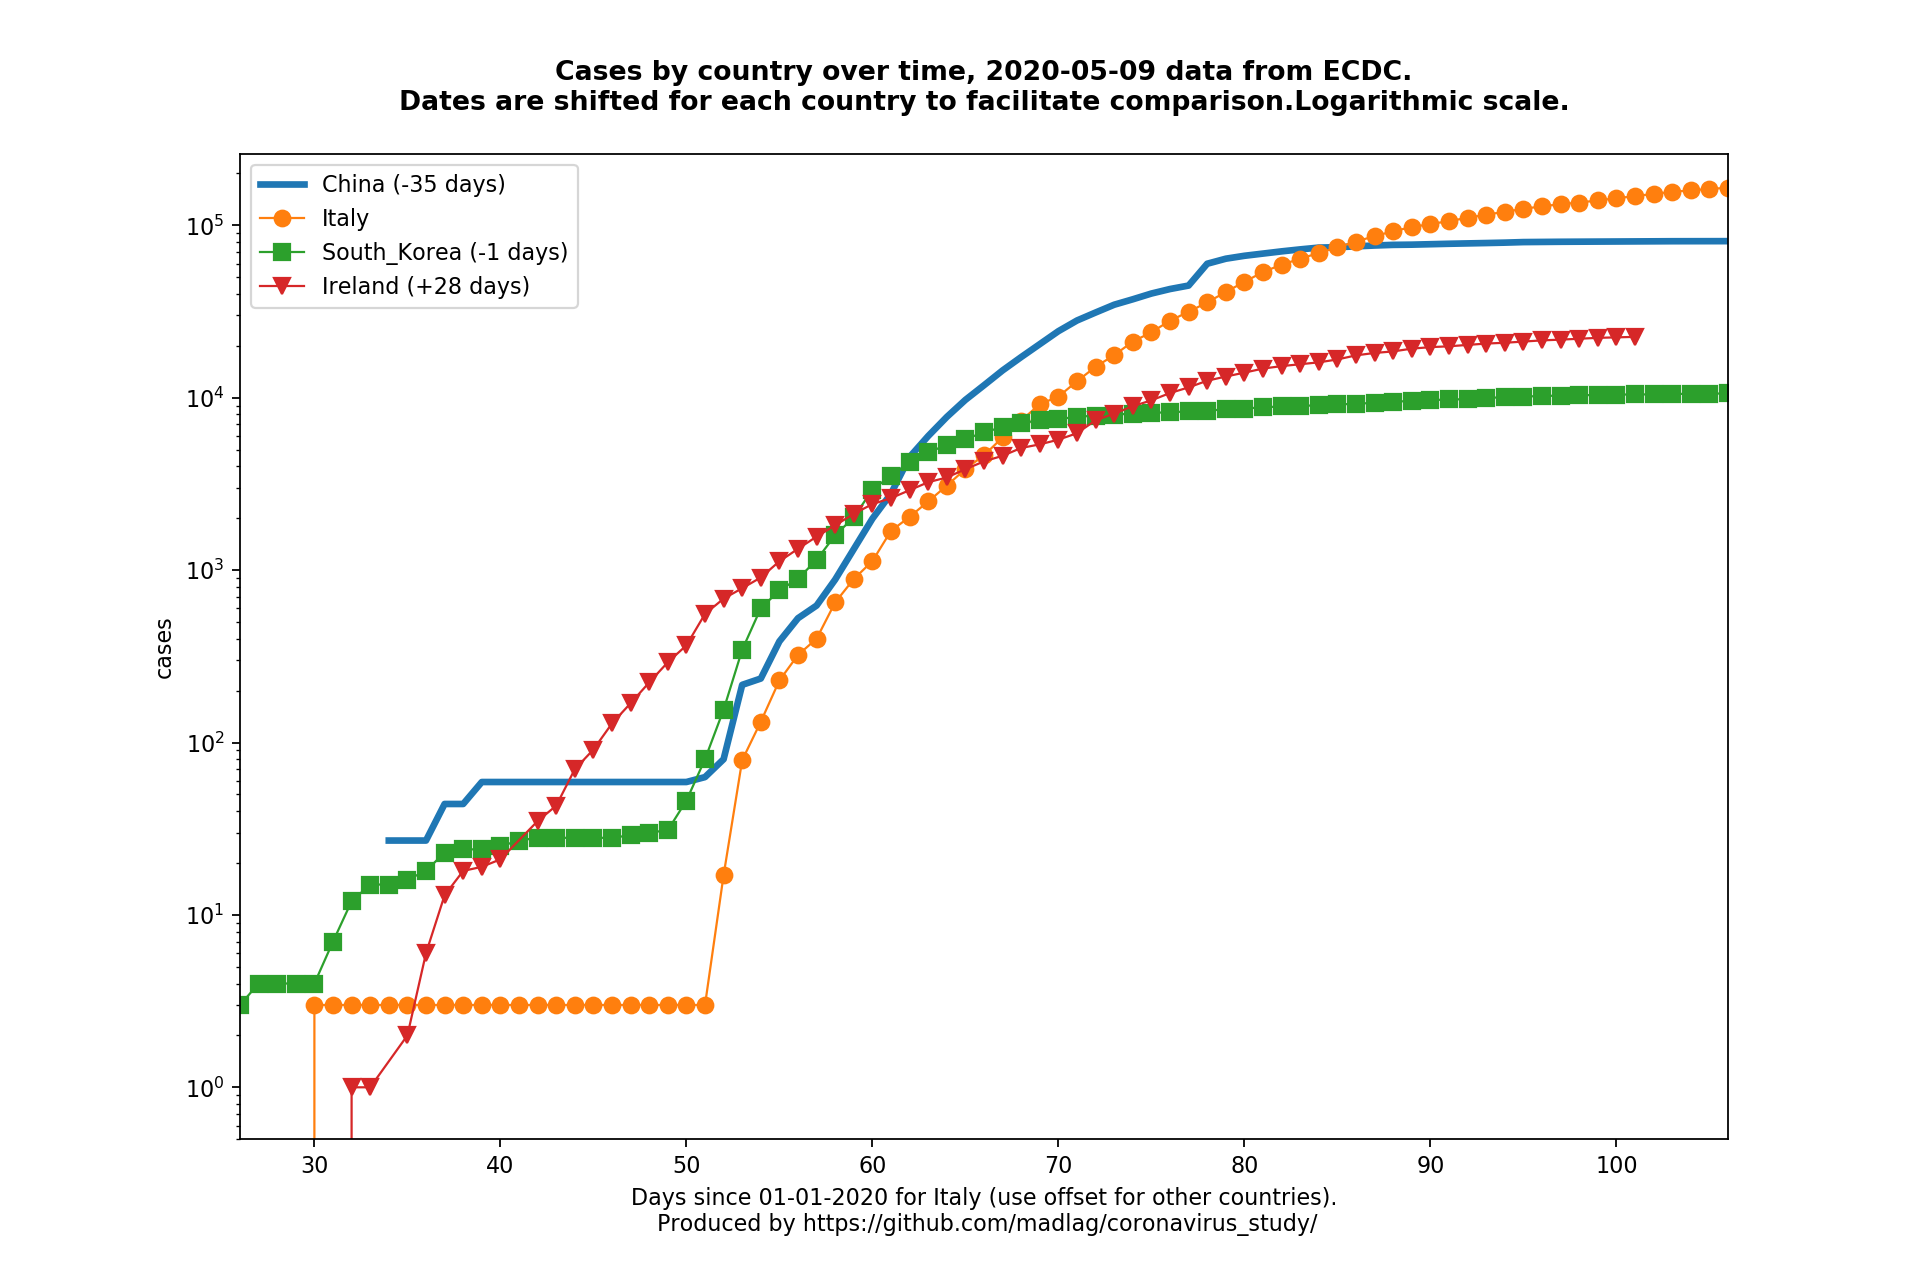 Cases by country over time, 2020-05-09 data from ECDC.
Dates are shifted for each country to facilitate comparison.Logarithmic scale.
China (-35 days)
Italy
South_Korea (-1 days)
Ireland (+28 days)
10^5
10^4
10^3
10^2
10^1
10^0
cases
30 40 50 60 70 80 90 100
Days since 01-01-2020 for Italy (use offset for other countries).
Produced by https://github.com/madlag/coronavirus_study/